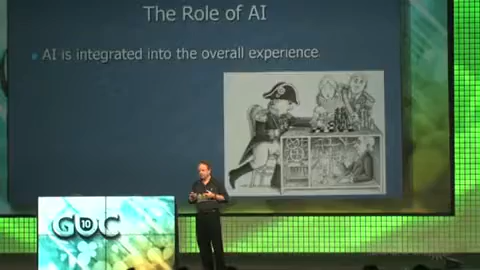 The Role of AI
AI is integrated into the overall experience
GDC
10